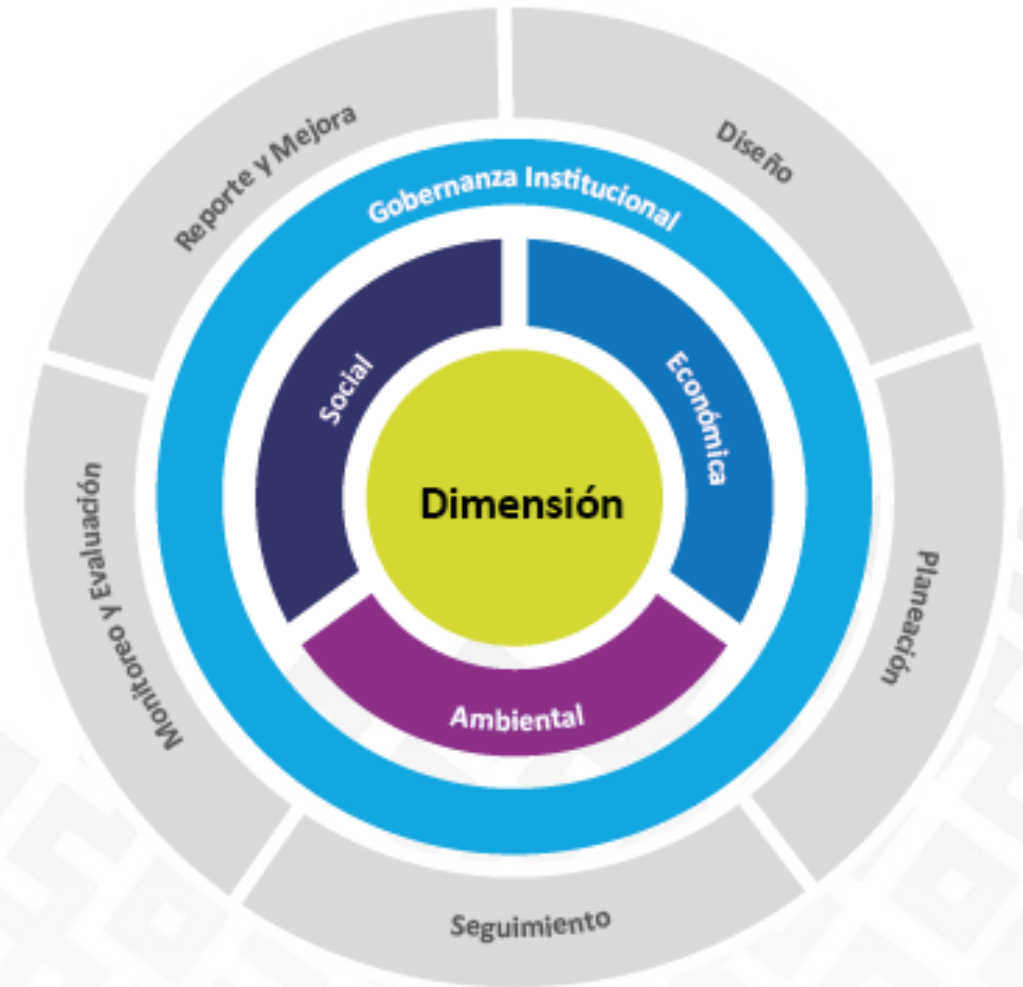 Reporte y Mejora
Diseño
Gobernanza Institucional
Social
Económica
Dimensión
Monitoreo y Evaluación
Planeación
Ambiental
Seguimiento